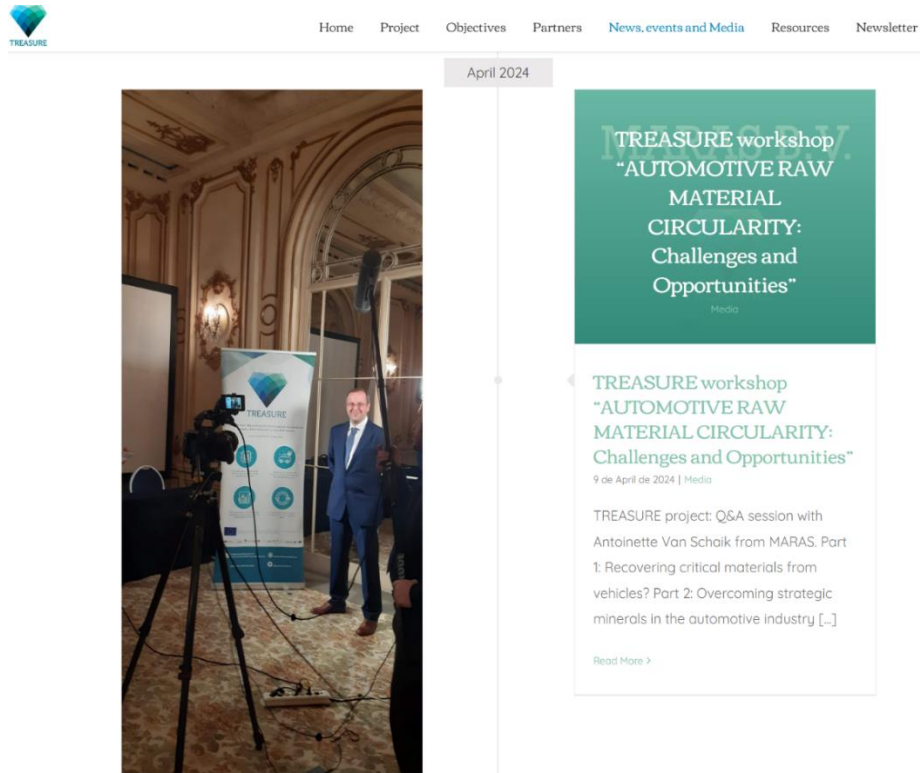 TREASURE
Home Project Objectives Partners News, events and Media Resources Newsletter
April 2024
TREASURE
MARAS B.V.
TREASURE workshop
“AUTOMOTIVE RAW
MATERIAL
CIRCULARITY:
Challenges and
Opportunities”
Media
TREASURE workshop
“AUTOMOTIVE RAW
MATERIAL CIRCULARITY:
Challenges and Opportunities”
9 de April de 2024 | Media
TREASURE project: Q&A session with
Antoinette Van Schaik from MARAS. Part
1: Recovering critical materials from
vehicles? Part 2: Overcoming strategic
minerals in the automotive industry [...]
Read More >